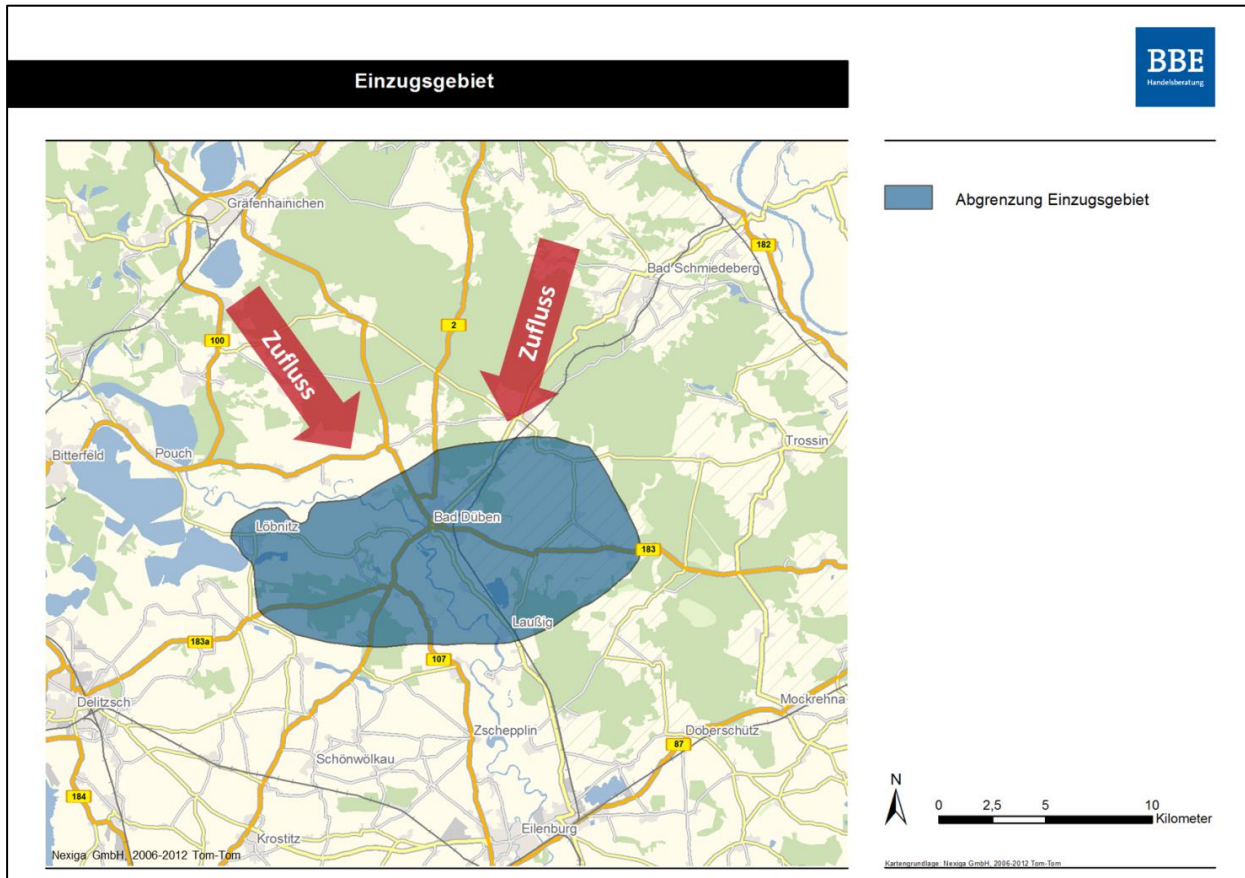 Einzugsgebiet
BBE
Handelsberatung
Abgrenzung Einzugsgebiet
Gräfenhainichen
182
Bad Schmiedeberg
Zufluss
Zufluss
2
100
Trossin
Bitterfeld
Pouch
Löbnitz
Bad Düben
183
Laußig
183a
107
Delitzsch
Mockrehna
Zschepplin
Doberschütz
87
Schönwölkau
184
Eilenburg
Krostitz
Nexiga GmbH, 2006-2012 Tom-Tom
N
0 2,5 5 10
Kilometer
Kartengrundlage: Nexiga GmbH, 2006-2012 Tom-Tom